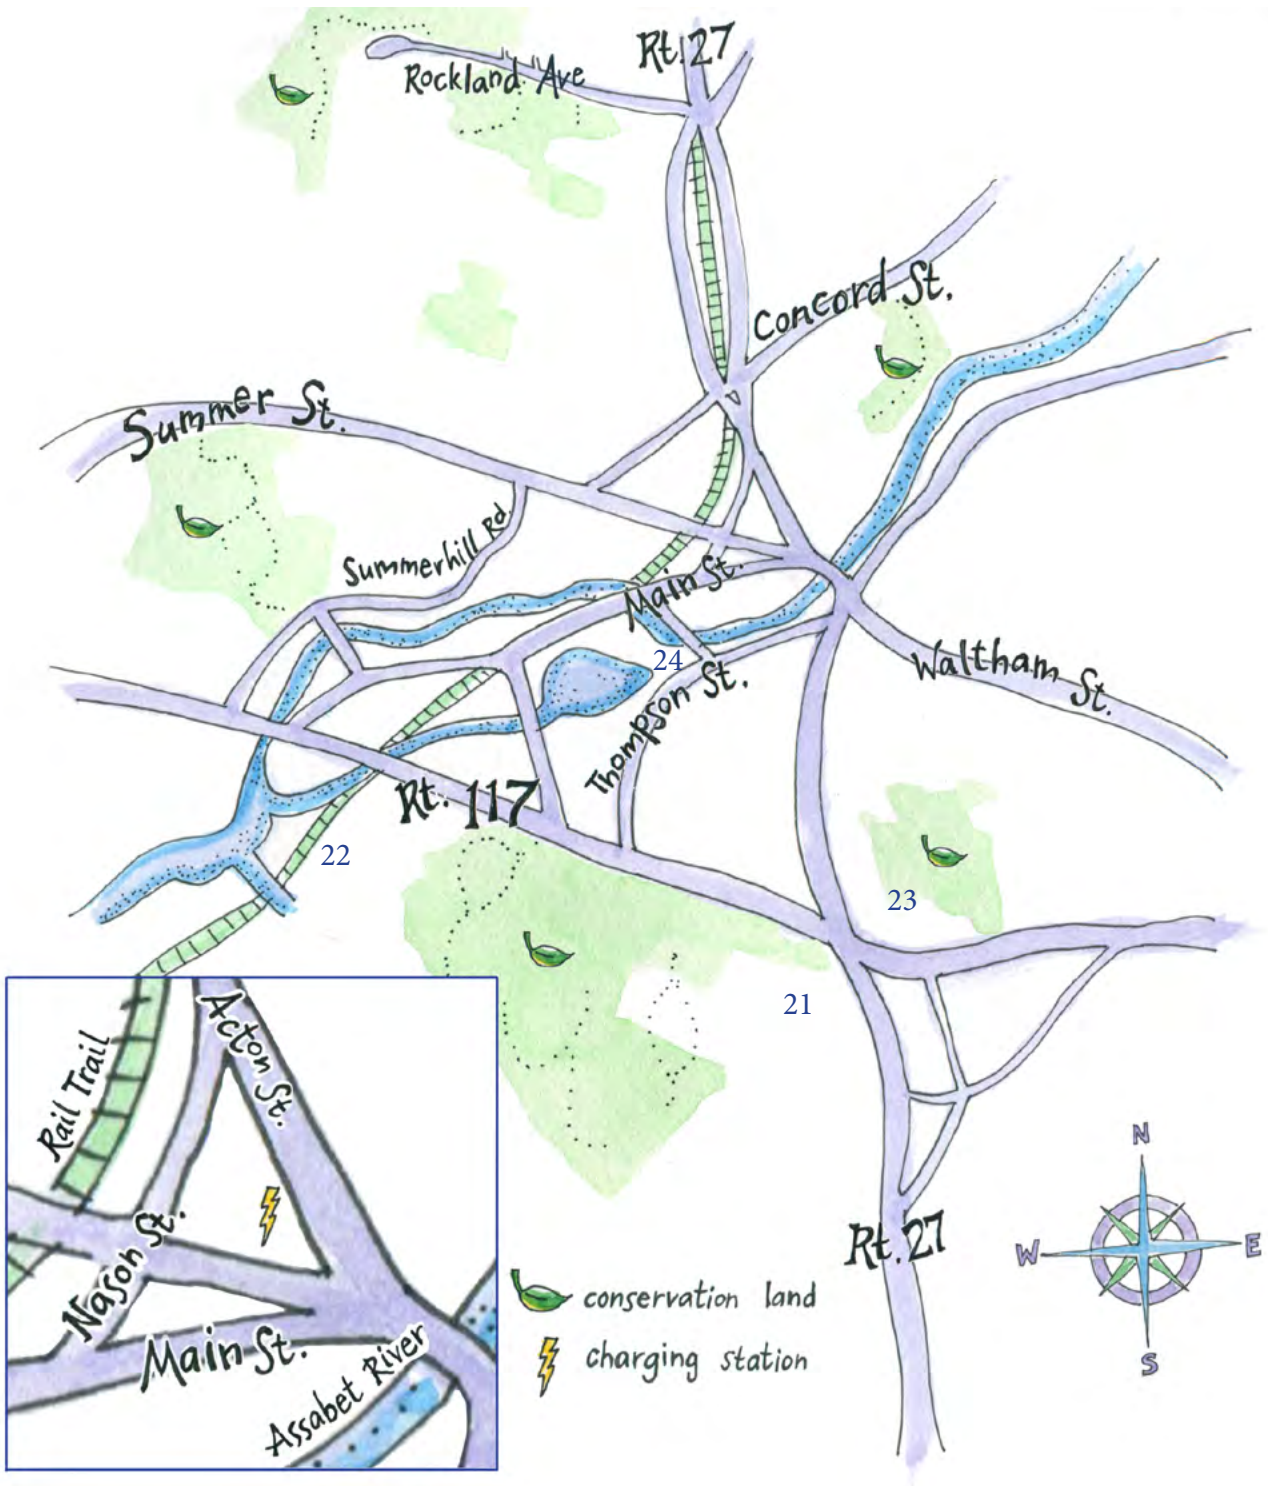 Rt. 27
Rockland Ave
Concord St.
Summer St.
Summerhill Rd.
Main St.
24
Waltham St.
Thompson St.
Rt. 117
22
23
21
Rail Trail
Acton St.
Nason St.
Main St.
Assabet River
Rt. 27
N
W
E
S
conservation land
charging station